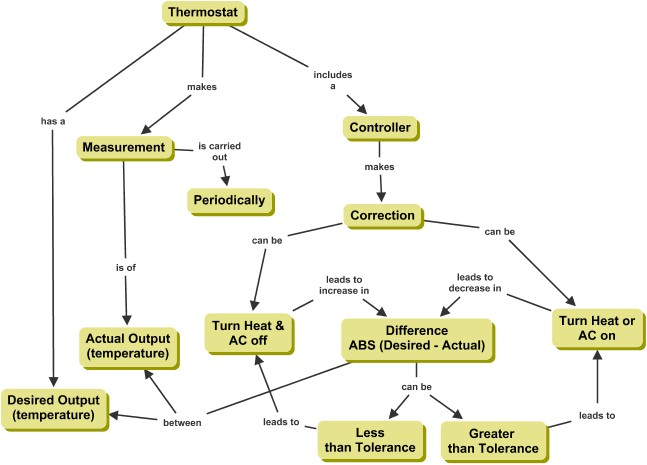 Thermostat
includes
a
makes
has a
Controller
Measurement
is carried
out
makes
Periodically
Correction
can be
can be
is of
leads to
increase in
leads to
decrease in
Turn Heat &
AC off
Difference
ABS (Desired - Actual)
Turn Heat or
AC on
Actual Output
(temperature)
can be
Desired Output
(temperature)
between
leads to
Less
than Tolerance
Greater
than Tolerance
leads to